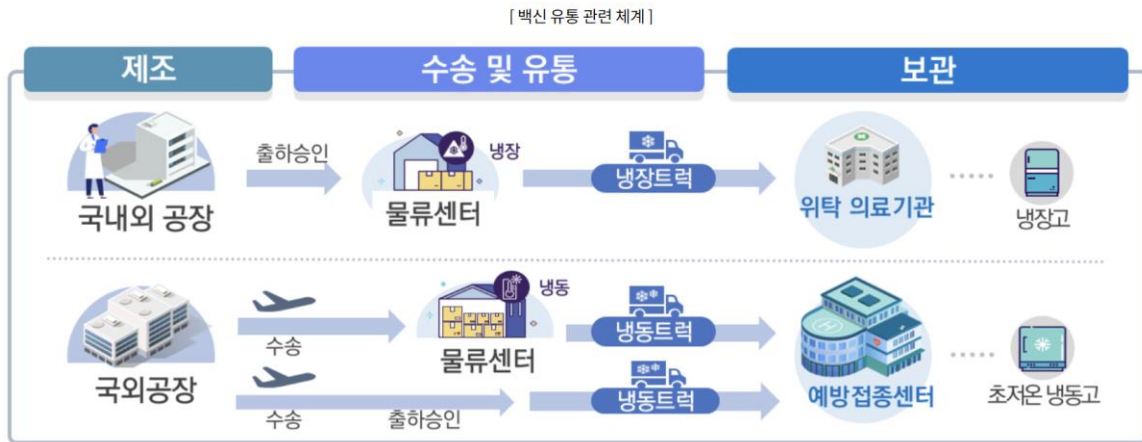 [ 백신 유통 관련 체계 ]
제조
수송 및 유통
보관
국내외 공장
출하승인
냉장
물류센터
냉장트럭
위탁 의료기관
냉장고
국외공장
수송
냉동
물류센터
냉동트럭
수송
출하승인
냉동트럭
예방접종센터
초저온 냉동고